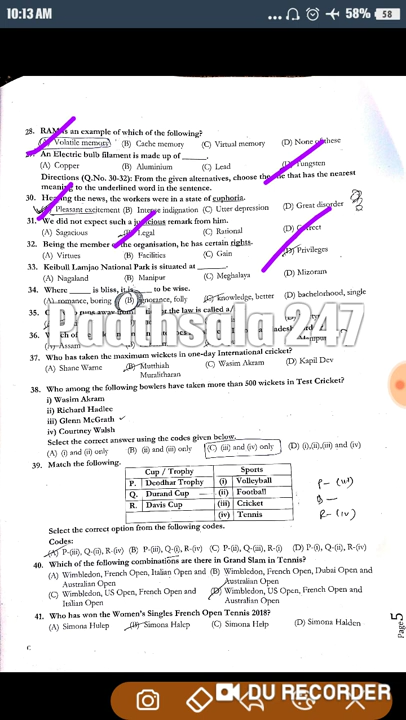 10:13 AM 58% 58
28. RAM is an example of which of the following?
(A) Volatile memory (B) Cache memory (C) Virtual memory (D) None of these
29. An Electric bulb filament is made up of _____.
(A) Copper (B) Aluminium (C) Lead (D) Tungsten
Directions (Q.No. 30-32): From the given alternatives, choose the one that has the nearest
meaning to the underlined word in the sentence.
30. Hearing the news, the workers were in a state of euphoria.
(A) Pleasant excitement (B) Intense indignation (C) Utter depression (D) Great disorder
31. We did not expect such a judicious remark from him.
(A) Sagacious (B) Legal (C) Rational (D) Correct
32. Being the member of the organisation, he has certain rights.
(A) Virtues (B) Facilities (C) Gain (D) Privileges
33. Keibull Lamjao National Park is situated at _____.
(A) Nagaland (B) Manipur (C) Meghalaya (D) Mizoram
34. Where _____ is bliss, it is _____ to be wise.
(A) romance, boring (B) ignorance, folly (C) knowledge, better (D) bachelorhood, single
35. the law is called a
Paathsala 247
36.
(A) Assam
37. Who has taken the maximum wickets in one-day International cricket?
(A) Shane Warne (B) Mutthiah (C) Wasim Akram (D) Kapil Dev
Muralitharan
38. Who among the following bowlers have taken more than 500 wickets in Test Cricket?
i) Wasim Akram
ii) Richard Hadlee
iii) Glenn McGrath
iv) Courtney Walsh
Select the correct answer using the codes given below.
(A) (i) and (ii) only (B) (ii) and (iii) only (C) (iii) and (iv) only (D) (i),(ii),(iii) and (iv)
39. Match the following.
Cup / Trophy Sports
P. Deodhar Trophy (i) Volleyball
Q. Durand Cup (ii) Football
R. Davis Cup (iii) Cricket
(iv) Tennis
P - (iii)
R - (iv)
Select the correct option from the following codes.
Codes:
(A) P-(iii), Q-(ii), R-(iv) (B) P-(iii), Q-(i), R-(iv) (C) P-(ii), Q-(iii), R-(i) (D) P-(i), Q-(ii), R-(iv)
40. Which of the following combinations are there in Grand Slam in Tennis?
(A) Wimbledon, French Open, Italian Open and (B) Wimbledon, French Open, Dubai Open and
Australian Open Australian Open
(C) Wimbledon, US Open, French Open and (D) Wimbledon, US Open, French Open and
Italian Open Australian Open
41. Who has won the Women's Singles French Open Tennis 2018?
(A) Simona Hulep (B) Simona Halep (C) Simona Help (D) Simona Halden
Page 5
C
DU RECORDER